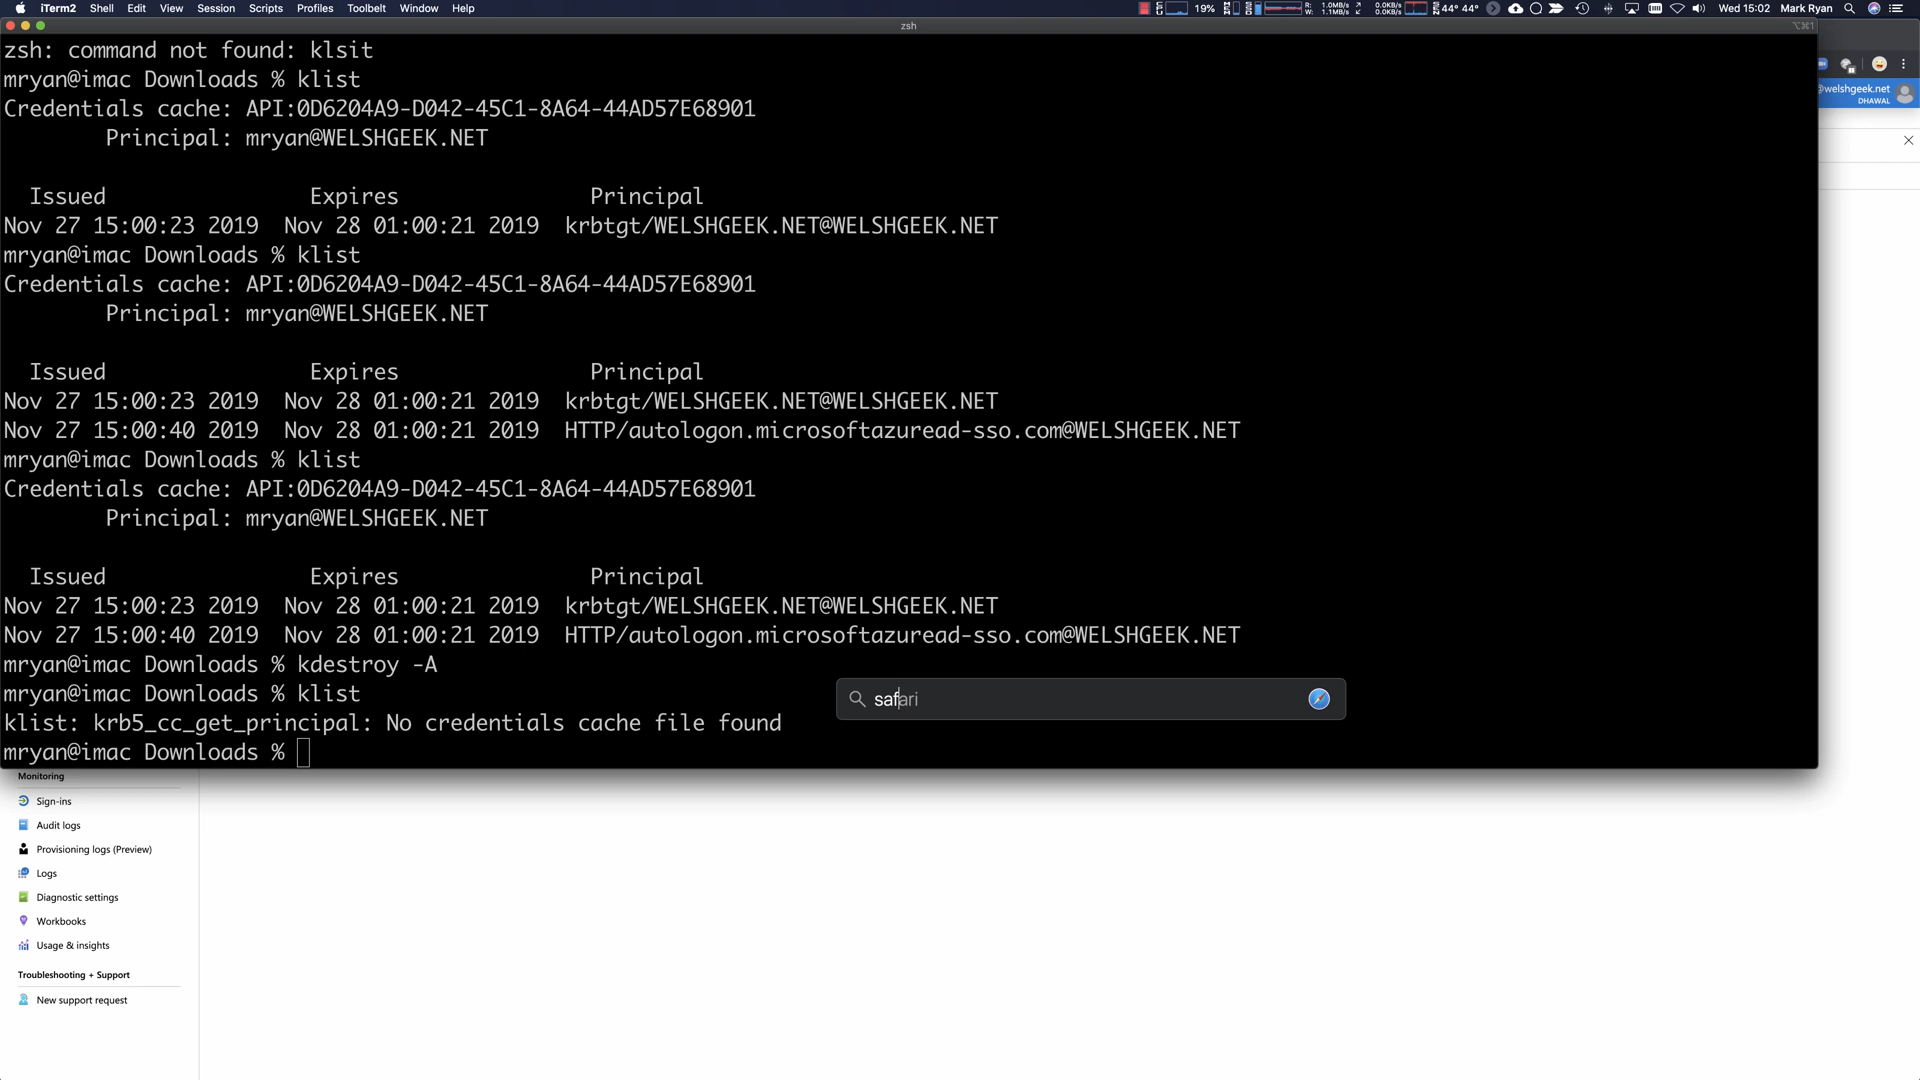 iTerm2 Shell Edit View Session Scripts Profiles Toolbelt Window Help
19% R: 1.0MB/s W: 1.1MB/s 0.0KB/s 0.0KB/s 44° 44° Wed 15:02 Mark Ryan
zsh
⌥⌘1
zsh: command not found: klsit
mryan@imac Downloads % klist
Credentials cache: API:0D6204A9-D042-45C1-8A64-44AD57E68901
Principal: mryan@WELSHGEEK.NET
Issued Expires Principal
Nov 27 15:00:23 2019 Nov 28 01:00:21 2019 krbtgt/WELSHGEEK.NET@WELSHGEEK.NET
mryan@imac Downloads % klist
Credentials cache: API:0D6204A9-D042-45C1-8A64-44AD57E68901
Principal: mryan@WELSHGEEK.NET
Issued Expires Principal
Nov 27 15:00:23 2019 Nov 28 01:00:21 2019 krbtgt/WELSHGEEK.NET@WELSHGEEK.NET
Nov 27 15:00:40 2019 Nov 28 01:00:21 2019 HTTP/autologon.microsoftazuread-sso.com@WELSHGEEK.NET
mryan@imac Downloads % klist
Credentials cache: API:0D6204A9-D042-45C1-8A64-44AD57E68901
Principal: mryan@WELSHGEEK.NET
Issued Expires Principal
Nov 27 15:00:23 2019 Nov 28 01:00:21 2019 krbtgt/WELSHGEEK.NET@WELSHGEEK.NET
Nov 27 15:00:40 2019 Nov 28 01:00:21 2019 HTTP/autologon.microsoftazuread-sso.com@WELSHGEEK.NET
mryan@imac Downloads % kdestroy -A
mryan@imac Downloads % klist
klist: krb5_cc_get_principal: No credentials cache file found
mryan@imac Downloads %
safari
@welshgeek.net
DHAWAL
Monitoring
Sign-ins
Audit logs
Provisioning logs (Preview)
Logs
Diagnostic settings
Workbooks
Usage & insights
Troubleshooting + Support
New support request